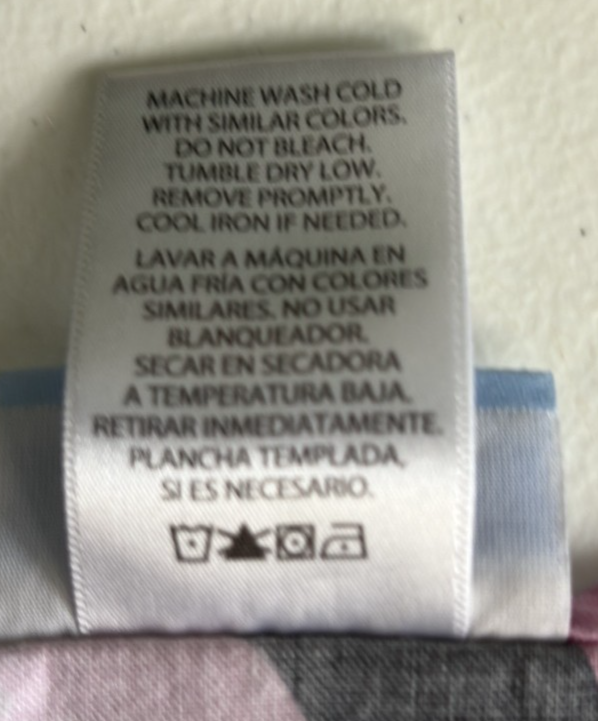 MACHINE WASH COLD
WITH SIMILAR COLORS.
DO NOT BLEACH.
TUMBLE DRY LOW.
REMOVE PROMPTLY.
COOL IRON IF NEEDED.
LAVAR A MÁQUINA EN
AGUA FRÍA CON COLORES
SIMILARES. NO USAR
BLANQUEADOR.
SECAR EN SECADORA
A TEMPERATURA BAJA.
RETIRAR INMEDIATAMENTE.
PLANCHA TEMPLADA,
SI ES NECESARIO.